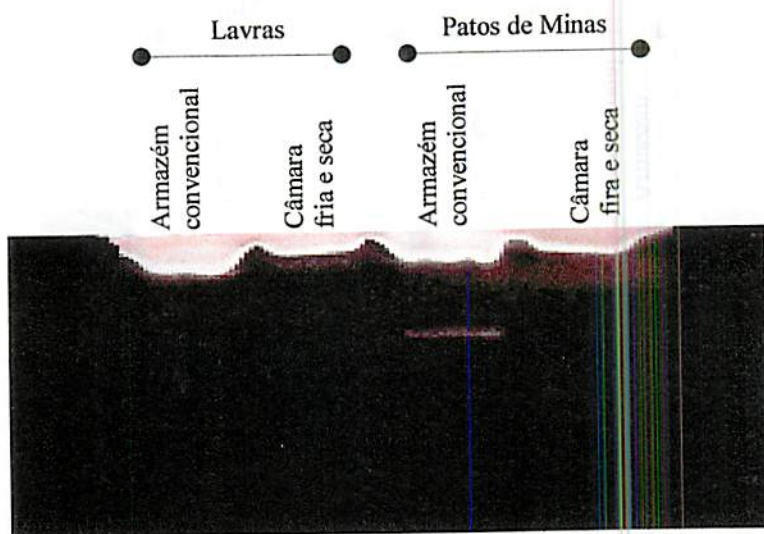 Lavras
Patos de Minas
Armazém
convencional
Câmara
fria e seca
Armazém
convencional
Câmara
fira e seca